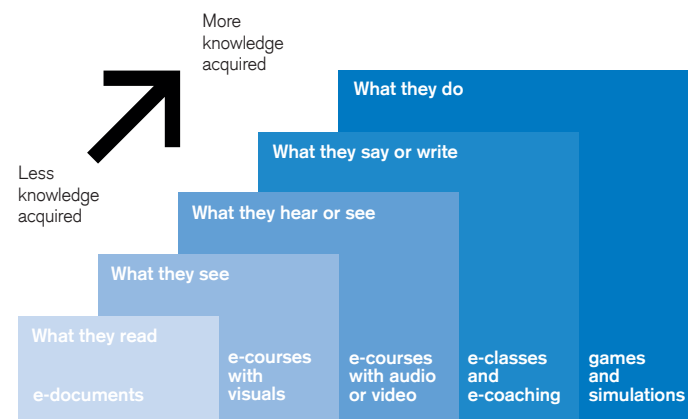 More
knowledge
acquired
What they do
What they say or write
Less
knowledge
acquired
What they hear or see
What they see
What they read
e-documents
e-courses
with
visuals
e-courses
with audio
or video
e-classes
and
e-coaching
games
and
simulations